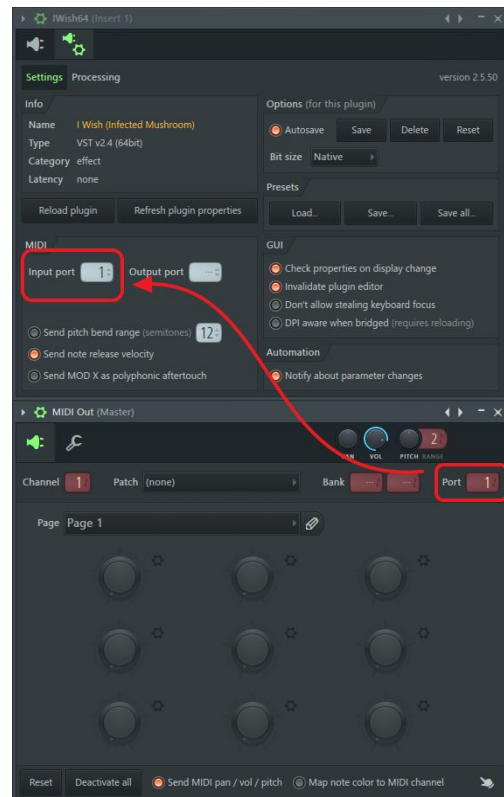 IWish64 (Insert 1)
Settings Processing version 2.5.50
Info
Name I Wish (Infected Mushroom)
Type VST v2.4 (64bit)
Category effect
Latency none
Reload plugin Refresh plugin properties
Options (for this plugin)
Autosave Save Delete Reset
Bit size Native
Presets
Load... Save... Save all...
MIDI
Input port 1 Output port ---
Send pitch bend range (semitones) 12
Send note release velocity
Send MOD X as polyphonic aftertouch
GUI
Check properties on display change
Invalidate plugin editor
Don't allow stealing keyboard focus
DPI aware when bridged (requires reloading)
Automation
Notify about parameter changes
MIDI Out (Master)
2
VOL PITCH RANGE
Channel 1 Patch (none) Bank --- --- Port 1
Page Page 1
Reset Deactivate all Send MIDI pan / vol / pitch Map note color to MIDI channel